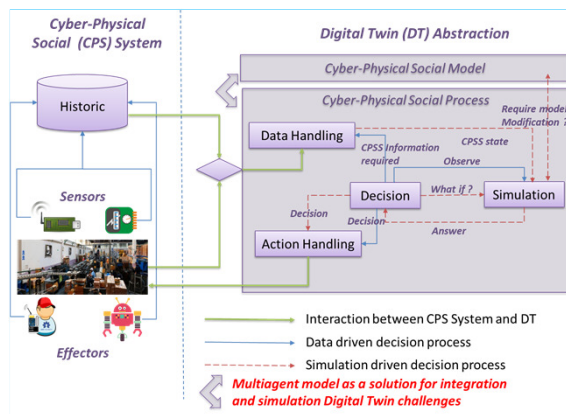 Cyber-Physical
Social (CPS) System
Digital Twin (DT) Abstraction
Cyber-Physical Social Model
Cyber-Physical Social Process
Historic
Require model
Modification ?
Data Handling
CPSS Information
required
CPSS state
Observe
Sensors
Decision
What if ?
Simulation
Decision
Decision
Answer
Action Handling
Effectors
Interaction between CPS System and DT
Data driven decision process
Simulation driven decision process
Multiagent model as a solution for integration
and simulation Digital Twin challenges